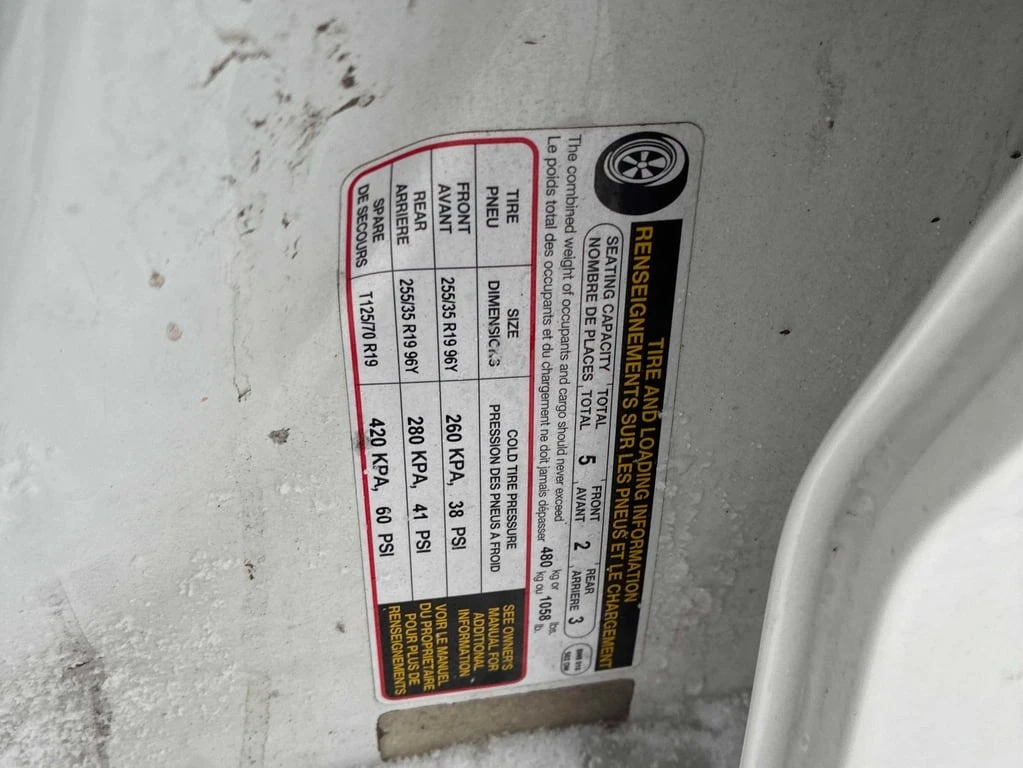 TIRE AND LOADING INFORMATION
RENSEIGNEMENTS SUR LES PNEUS ET LE CHARGEMENT
SEATING CAPACITY TOTAL 5 FRONT 2 REAR 3
NOMBRE DE PLACES TOTAL AVANT ARRIERE
The combined weight of occupants and cargo should never exceed 480 kg or 1058 lbs.
Le poids total des occupants et du chargement ne doit jamais dépasser kg ou lb.
TIRE SIZE COLD TIRE PRESSURE
PNEU DIMENSIONS PRESSION DES PNEUS À FROID
FRONT
AVANT 255/35 R19 96Y 260 KPA, 38 PSI
REAR
ARRIERE 255/35 R19 96Y 280 KPA, 41 PSI
SPARE
DE SECOURS T125/70 R19 420 KPA, 60 PSI
SEE OWNER'S
MANUAL FOR
ADDITIONAL
INFORMATION
VOIR LE MANUEL
DU PROPRIETAIRE
POUR PLUS DE
RENSEIGNEMENTS